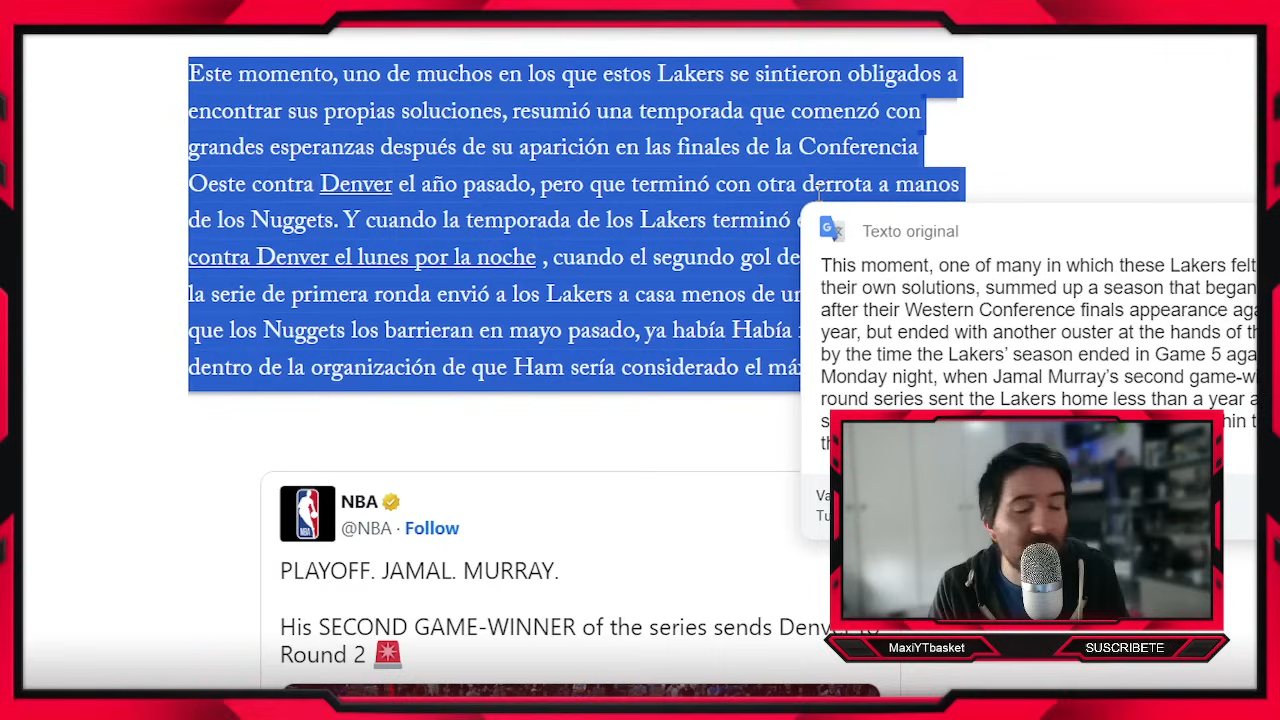 Este momento, uno de muchos en los que estos Lakers se sintieron obligados a
encontrar sus propias soluciones, resumió una temporada que comenzó con
grandes esperanzas después de su aparición en las finales de la Conferencia
Oeste contra Denver el año pasado, pero que terminó con otra derrota a manos
de los Nuggets. Y cuando la temporada de los Lakers terminó
contra Denver el lunes por la noche , cuando el segundo gol de
la serie de primera ronda envió a los Lakers a casa menos de
que los Nuggets los barrieran en mayo pasado, ya había Había
dentro de la organización de que Ham sería considerado el
Texto original
This moment, one of many in which these Lakers felt
their own solutions, summed up a season that began
after their Western Conference finals appearance
year, but ended with another ouster at the hands of
by the time the Lakers' season ended in Game 5
Monday night, when Jamal Murray's second
round series sent the Lakers home less than a year
NBA
@NBA · Follow
PLAYOFF. JAMAL. MURRAY.
His SECOND GAME-WINNER of the series sends Denver to
Round 2 🚨
MaxiYTbasket
SUSCRIBETE